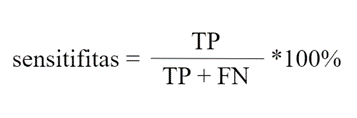 sensitifitas = TP / TP + FN *100%